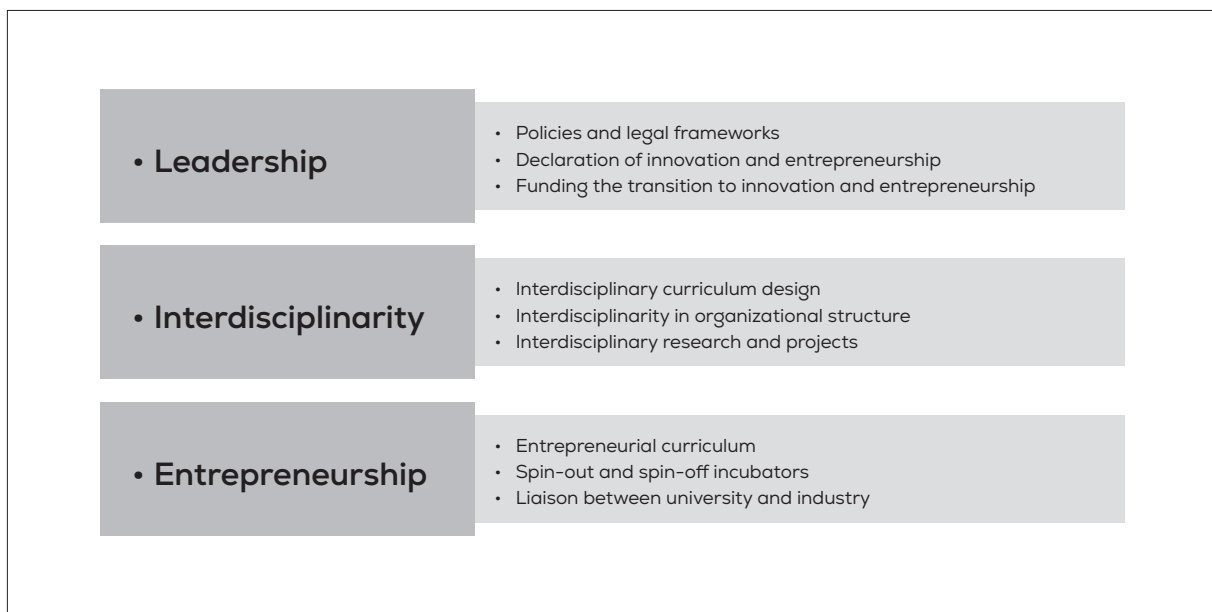 • Leadership
• Policies and legal frameworks
• Declaration of innovation and entrepreneurship
• Funding the transition to innovation and entrepreneurship
• Interdisciplinarity
• Interdisciplinary curriculum design
• Interdisciplinarity in organizational structure
• Interdisciplinary research and projects
• Entrepreneurship
• Entrepreneurial curriculum
• Spin-out and spin-off incubators
• Liaison between university and industry